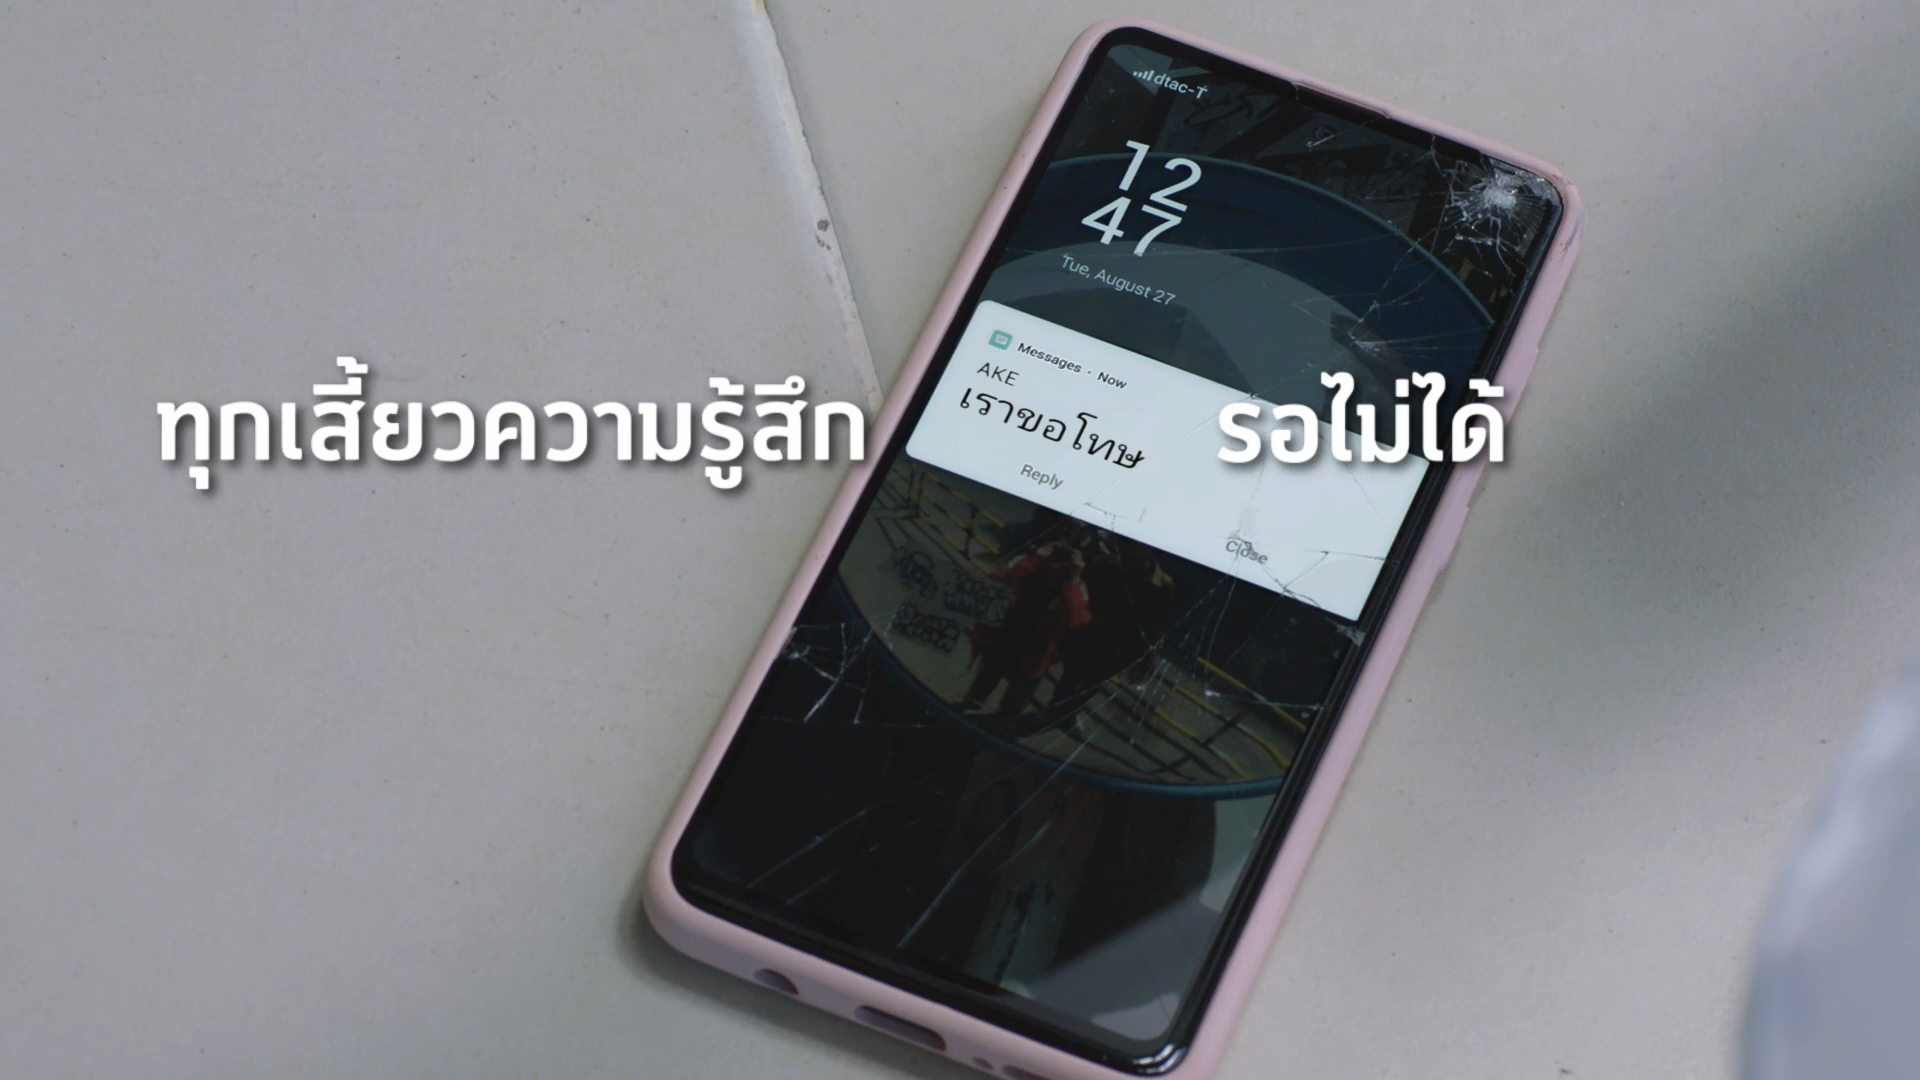 dtac-T
12
47
Tue, August 27
Messages · Now
AKE
เราขอโทษ
Reply
Close
ทุกเสี้ยวความรู้สึก รอไม่ได้